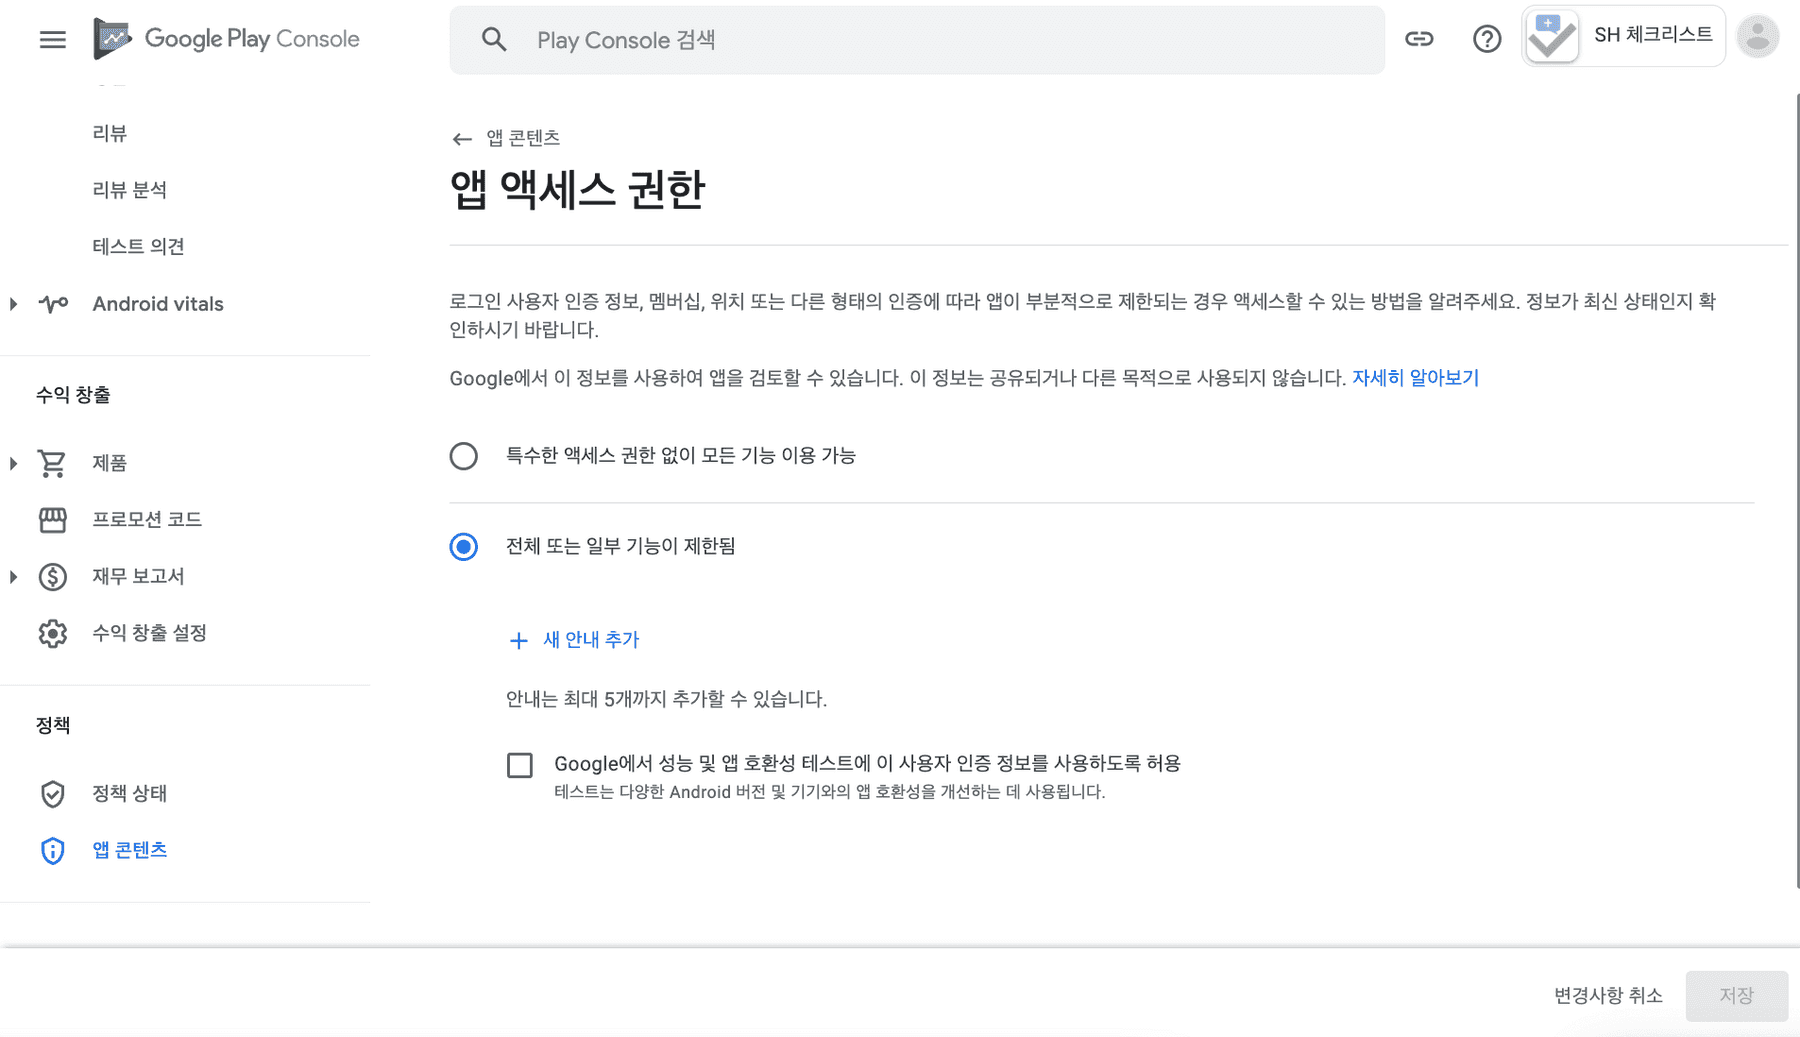 Google Play Console
Play Console 검색
SH 체크리스트
리뷰
리뷰 분석
테스트 의견
Android vitals
수익 창출
제품
프로모션 코드
재무 보고서
수익 창출 설정
정책
정책 상태
앱 콘텐츠
앱 콘텐츠
앱 액세스 권한
로그인 사용자 인증 정보, 멤버십, 위치 또는 다른 형태의 인증에 따라 앱이 부분적으로 제한되는 경우 액세스할 수 있는 방법을 알려주세요. 정보가 최신 상태인지 확
인하시기 바랍니다.
Google에서 이 정보를 사용하여 앱을 검토할 수 있습니다. 이 정보는 공유되거나 다른 목적으로 사용되지 않습니다. 자세히 알아보기
특수한 액세스 권한 없이 모든 기능 이용 가능
전체 또는 일부 기능이 제한됨
새 안내 추가
안내는 최대 5개까지 추가할 수 있습니다.
Google에서 성능 및 앱 호환성 테스트에 이 사용자 인증 정보를 사용하도록 허용
테스트는 다양한 Android 버전 및 기기와의 앱 호환성을 개선하는 데 사용됩니다.
변경사항 취소
저장